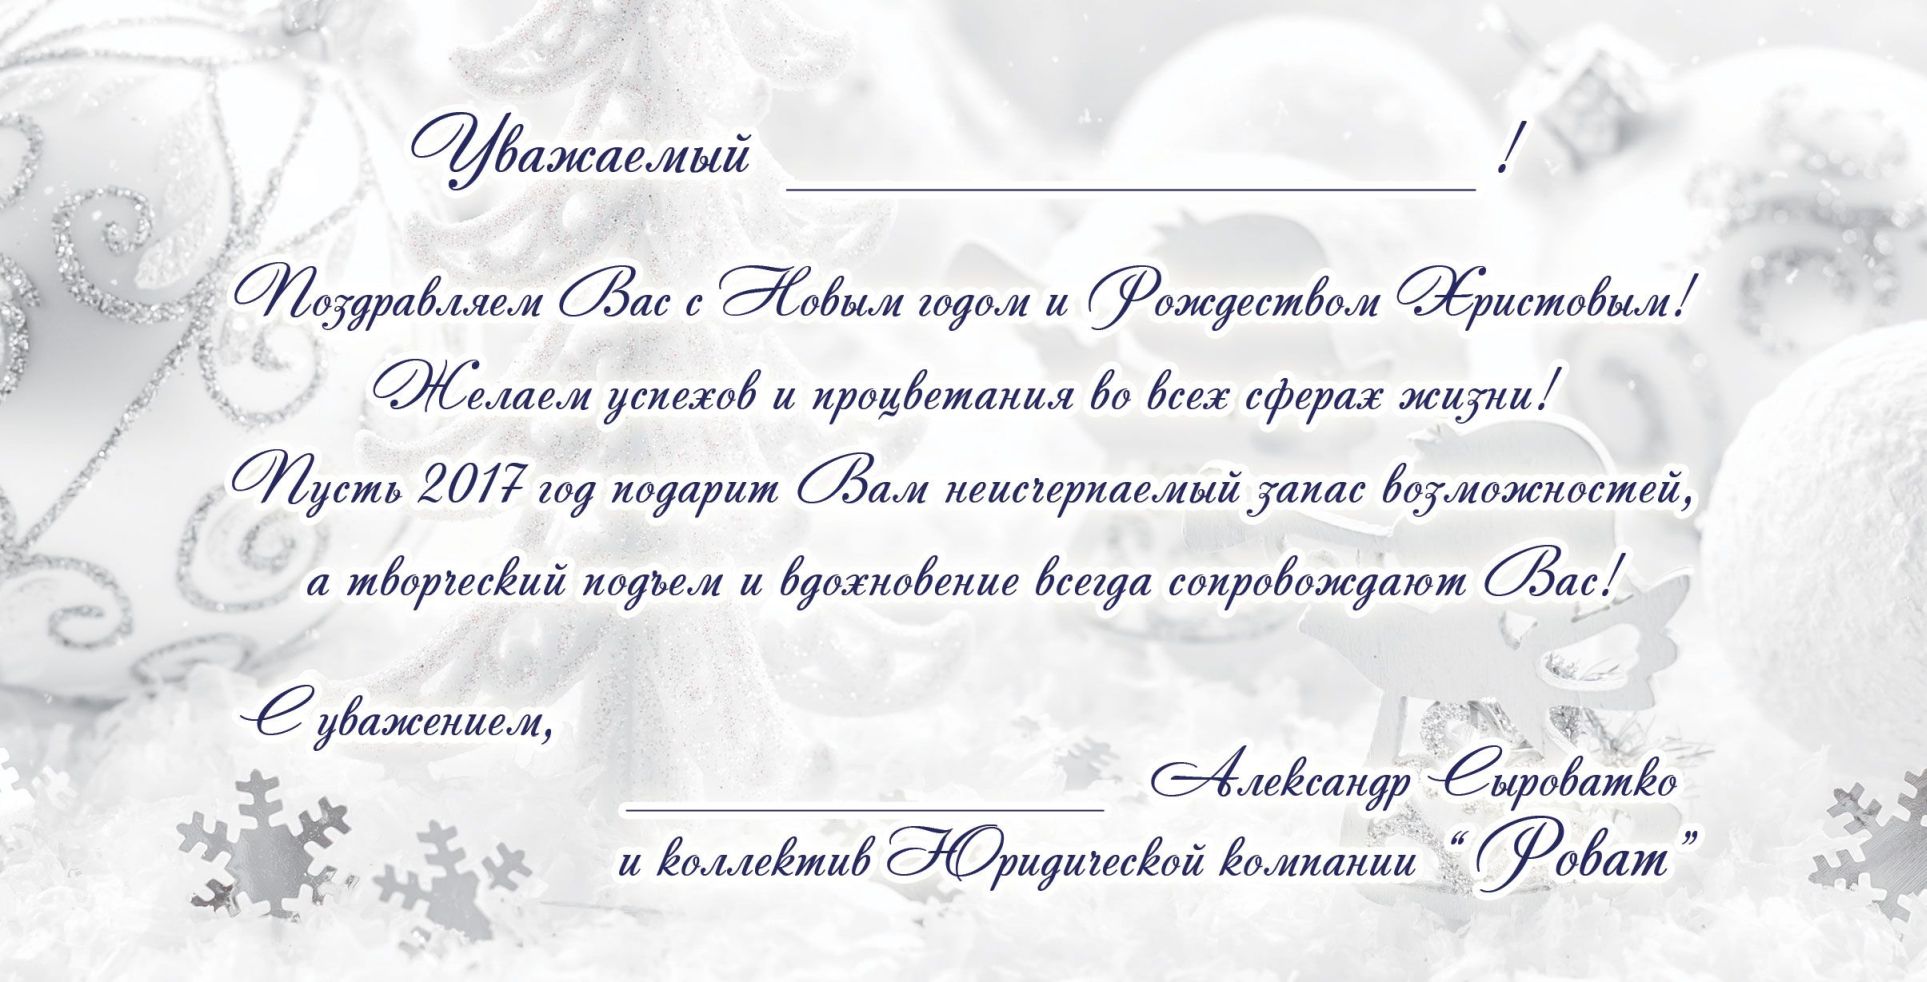 Уважаемый ____________________ !
Поздравляем Вас с Новым годом и Рождеством Христовым!
Желаем успехов и процветания во всех сферах жизни!
Пусть 2017 год подарит Вам неисчерпаемый запас возможностей,
а творческий подъем и вдохновение всегда сопровождают Вас!
С уважением,
____________________ Александр Сыроватко
и коллектив Юридической компании “Роват”